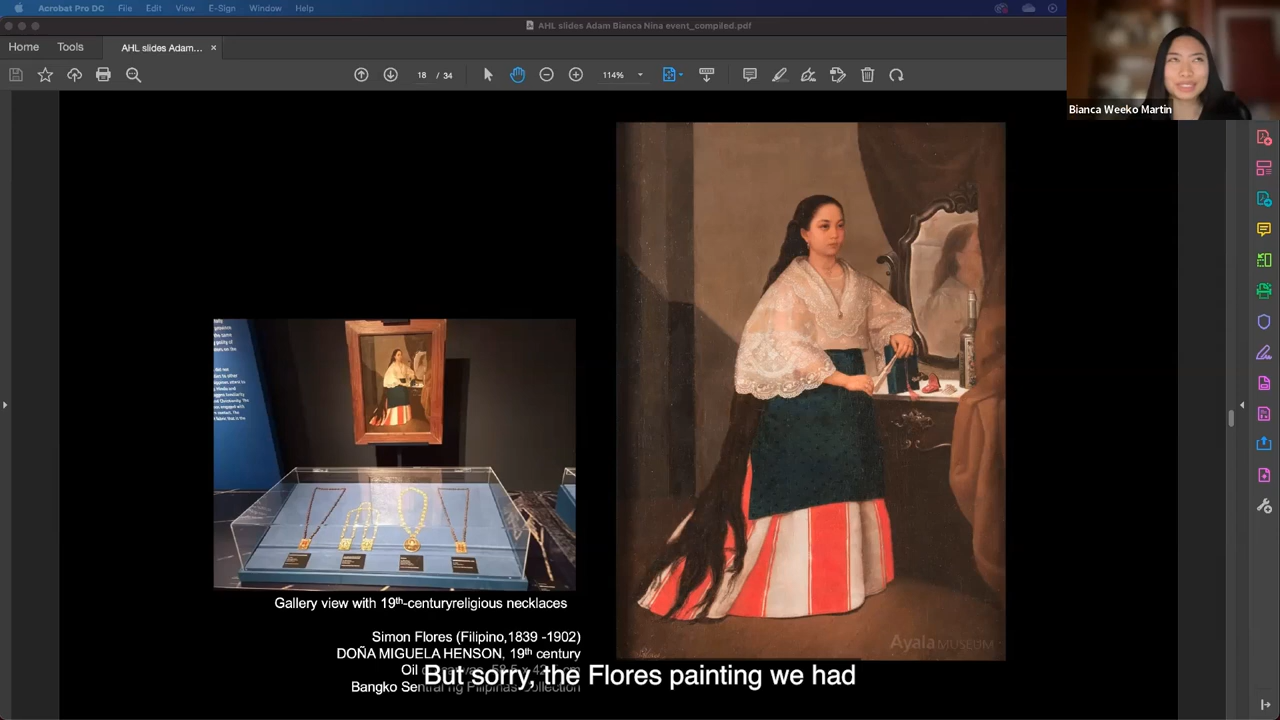 Acrobat Pro DC File Edit View E-Sign Window Help
AHL slides Adam Bianca Nina event_compiled.pdf
Home Tools AHL slides Adam... ×
18 / 34 114%
Bianca Weeko Martin
Gallery view with 19th-centuryreligious necklaces
Simon Flores (Filipino,1839 -1902)
DOÑA MIGUELA HENSON, 19th century
Oil
Bangko Sentral ng Pilipinas Collection
Ayala MUSEUM
But sorry, the Flores painting we had